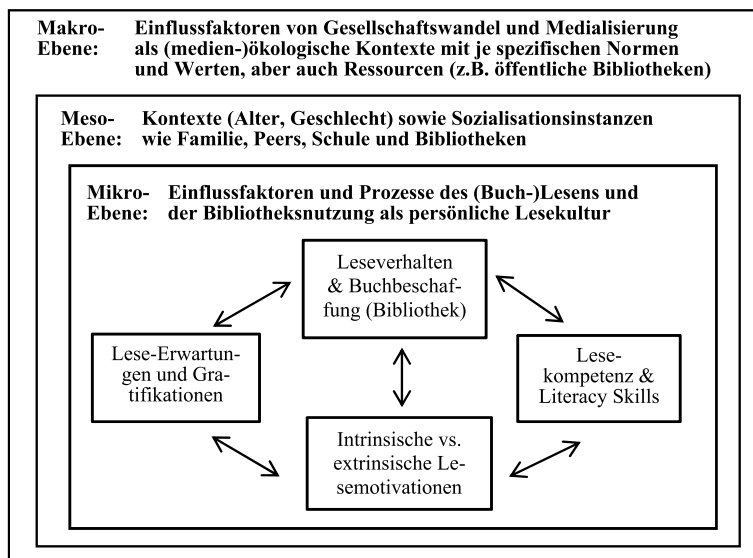 Makro- Einflussfaktoren von Gesellschaftswandel und Medialisierung
Ebene: als (medien-)ökologische Kontexte mit je spezifischen Normen
und Werten, aber auch Ressourcen (z.B. öffentliche Bibliotheken)
Meso- Kontexte (Alter, Geschlecht) sowie Sozialisationsinstanzen
Ebene: wie Familie, Peers, Schule und Bibliotheken
Mikro- Einflussfaktoren und Prozesse des (Buch-)Lesens und
Ebene: der Bibliotheksnutzung als persönliche Lesekultur
Leseverhalten
& Buchbeschaf-
fung (Bibliothek)
Lese-Erwartun-
gen und Gra-
tifikationen
Lese-
kompetenz &
Literacy Skills
Intrinsische vs.
extrinsische Le-
semotivationen